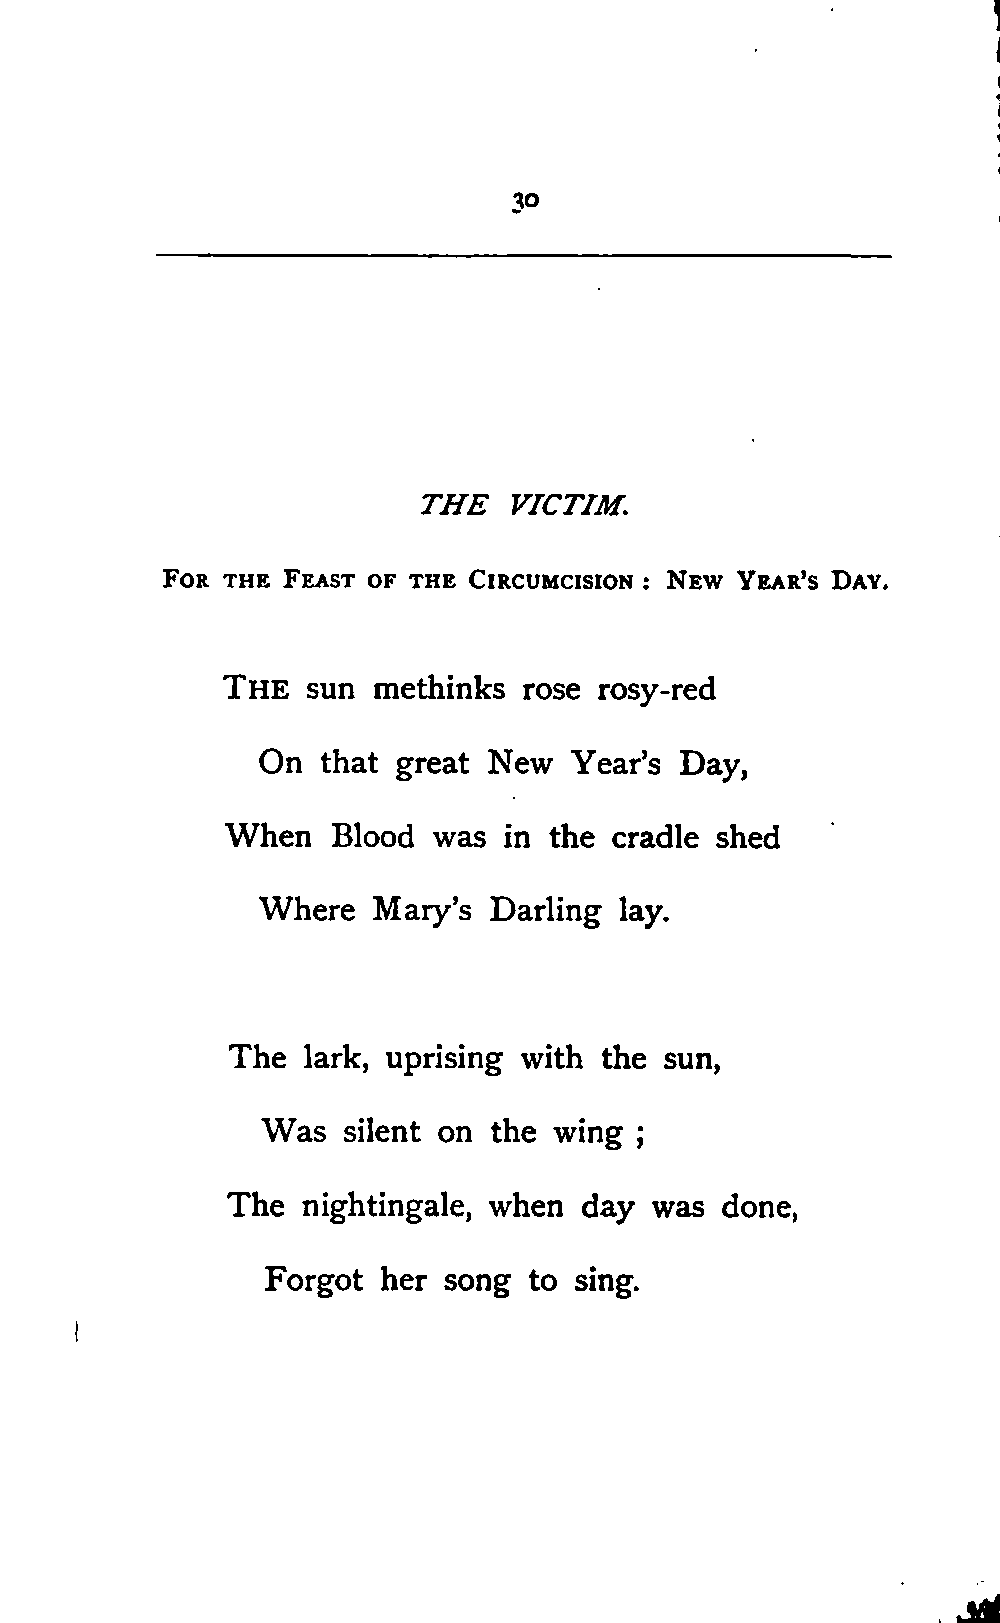 30
THE VICTIM.
FOR THE FEAST OF THE CIRCUMCISION : NEW YEAR'S DAY.
THE sun methinks rose rosy-red
On that great New Year's Day,
When Blood was in the cradle shed
Where Mary's Darling lay.
The lark, uprising with the sun,
Was silent on the wing ;
The nightingale, when day was done,
Forgot her song to sing.